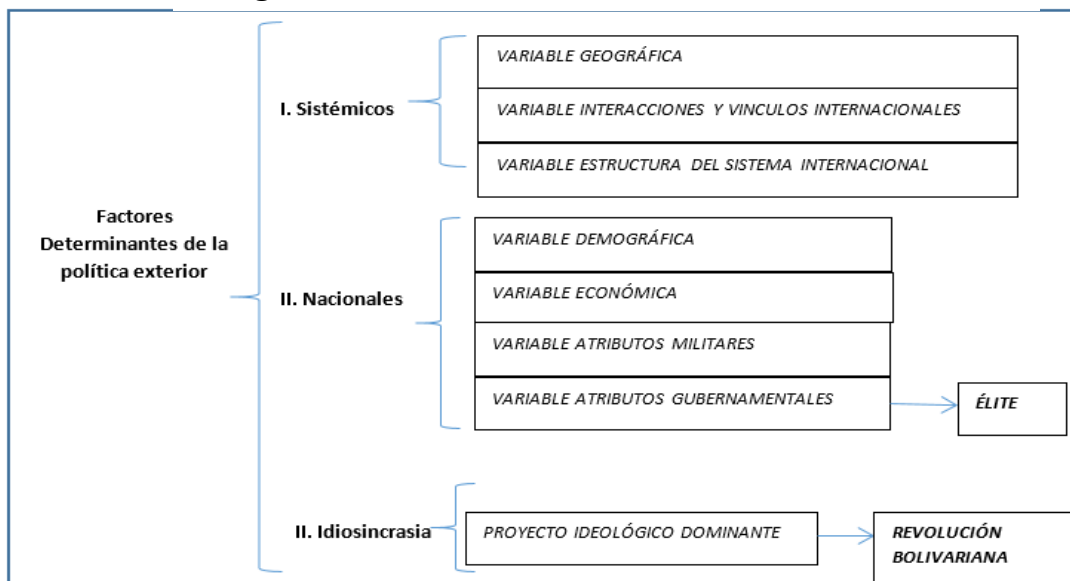 Factores
Determinantes de la
política exterior
I. Sistémicos
VARIABLE GEOGRÁFICA
VARIABLE INTERACCIONES Y VINCULOS INTERNACIONALES
VARIABLE ESTRUCTURA DEL SISTEMA INTERNACIONAL
II. Nacionales
VARIABLE DEMOGRÁFICA
VARIABLE ECONÓMICA
VARIABLE ATRIBUTOS MILITARES
VARIABLE ATRIBUTOS GUBERNAMENTALES
ÉLITE
II. Idiosincrasia
PROYECTO IDEOLÓGICO DOMINANTE
REVOLUCIÓN
BOLIVARIANA